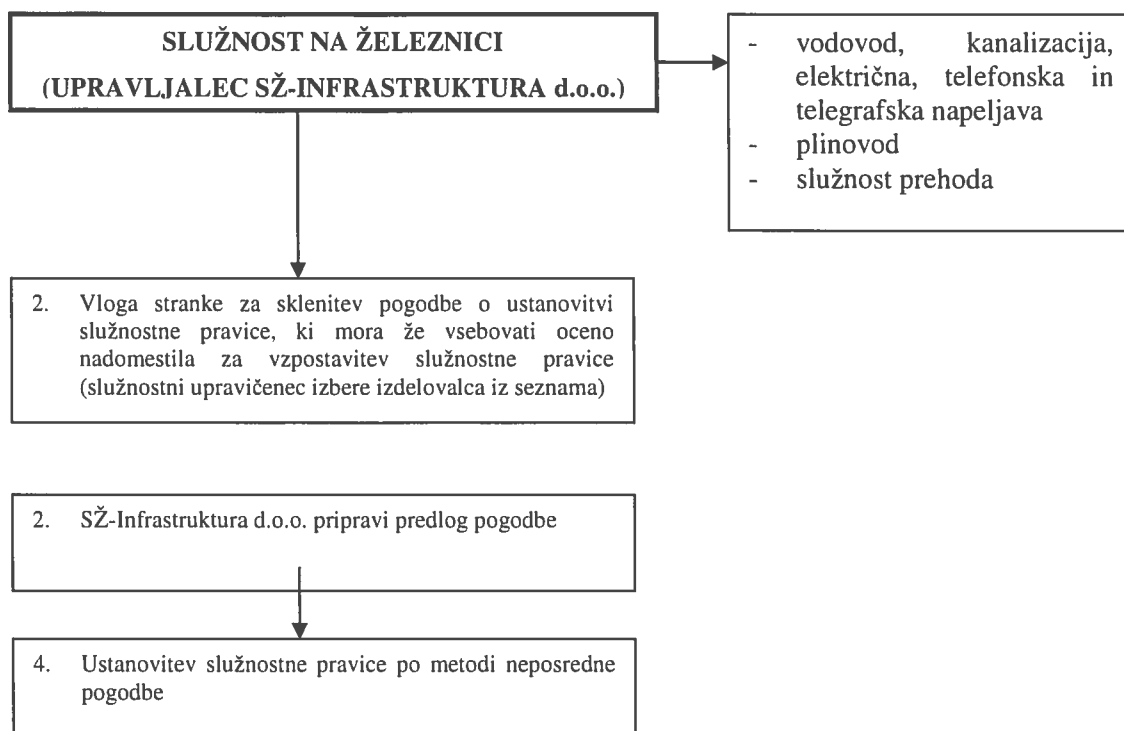 SLUŽNOST NA ŽELEZNICI
(UPRAVLJALEC SŽ-INFRASTRUKTURA d.o.o.)
- vodovod, kanalizacija,
električna, telefonska in
telegrafska napeljava
- plinovod
- služnost prehoda
2. Vloga stranke za sklenitev pogodbe o ustanovitvi
služnostne pravice, ki mora že vsebovati oceno
nadomestila za vzpostavitev služnostne pravice
(služnostni upravičenec izbere izdelovalca iz seznama)
2. SŽ-Infrastruktura d.o.o. pripravi predlog pogodbe
4. Ustanovitev služnostne pravice po metodi neposredne
pogodbe